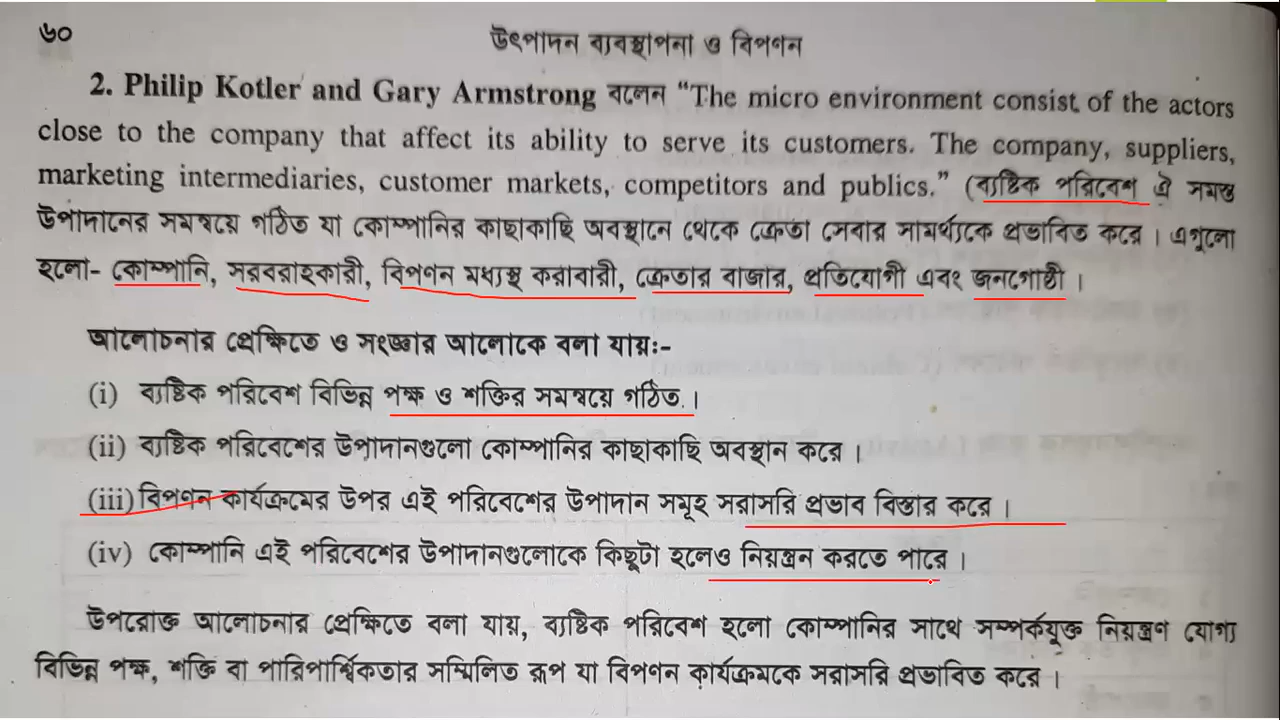 ৬০
উৎপাদন ব্যবস্থাপনা ও বিপণন
2. Philip Kotler and Gary Armstrong বলেন “The micro environment consist of the actors
close to the company that affect its ability to serve its customers. The company, suppliers,
marketing intermediaries, customer markets, competitors and publics.” (ব্যষ্টিক পরিবেশ ঐ সমস্ত
উপাদানের সমন্বয়ে গঠিত যা কোম্পানির কাছাকাছি অবস্থানে থেকে ক্রেতা সেবার সামর্থ্যকে প্রভাবিত করে । এগুলো
হলো- কোম্পানি, সরবরাহকারী, বিপণন মধ্যস্থ করাবারী, ক্রেতার বাজার, প্রতিযোগী এবং জনগোষ্ঠী ।
আলোচনার প্রেক্ষিতে ও সংজ্ঞার আলোকে বলা যায়ঃ-
(i) ব্যষ্টিক পরিবেশ বিভিন্ন পক্ষ ও শক্তির সমন্বয়ে গঠিত ।
(ii) ব্যষ্টিক পরিবেশের উপাদানগুলো কোম্পানির কাছাকাছি অবস্থান করে ।
(iii) বিপণন কার্যক্রমের উপর এই পরিবেশের উপাদান সমূহ সরাসরি প্রভাব বিস্তার করে ।
(iv) কোম্পানি এই পরিবেশের উপাদানগুলোকে কিছুটা হলেও নিয়ন্ত্রন করতে পারে ।
উপরোক্ত আলোচনার প্রেক্ষিতে বলা যায়, ব্যষ্টিক পরিবেশ হলো কোম্পানির সাথে সম্পর্কযুক্ত নিয়ন্ত্রণ যোগ্য
বিভিন্ন পক্ষ, শক্তি বা পারিপার্শ্বিকতার সম্মিলিত রূপ যা বিপণন কার্যক্রমকে সরাসরি প্রভাবিত করে ।